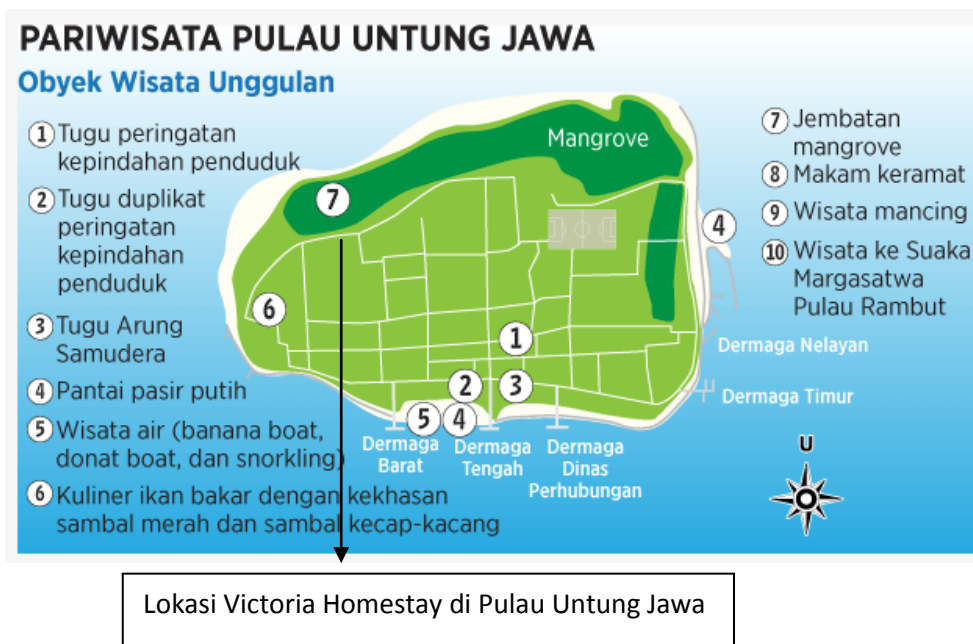 PARIWISATA PULAU UNTUNG JAWA
Obyek Wisata Unggulan
1 Tugu peringatan
kepindahan penduduk
2 Tugu duplikat
peringatan
kepindahan
penduduk
3 Tugu Arung
Samudera
4 Pantai pasir putih
5 Wisata air (banana boat,
donat boat, dan snorkling)
6 Kuliner ikan bakar dengan kekhasan
sambal merah dan sambal kecap-kacang
Mangrove
7
4
6
1
2
3
5
4
Dermaga
Barat
Dermaga
Tengah
Dermaga
Dinas
Perhubungan
Dermaga Nelayan
Dermaga Timur
7 Jembatan
mangrove
8 Makam keramat
9 Wisata mancing
10 Wisata ke Suaka
Margasatwa
Pulau Rambut
U
Lokasi Victoria Homestay di Pulau Untung Jawa